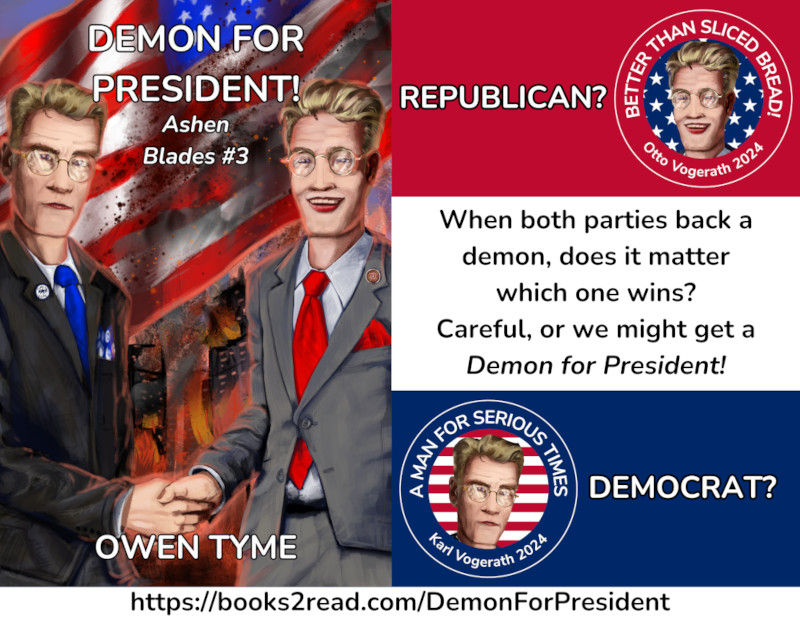 DEMON FOR
PRESIDENT!
Ashen
Blades #3
OWEN TYME
REPUBLICAN?
BETTER THAN SLICED BREAD!
Otto Vogerath 2024
When both parties back a
demon, does it matter
which one wins?
Careful, or we might get a
Demon for President!
A MAN FOR SERIOUS TIMES
Karl Vogerath 2024
DEMOCRAT?
https://books2read.com/DemonForPresident